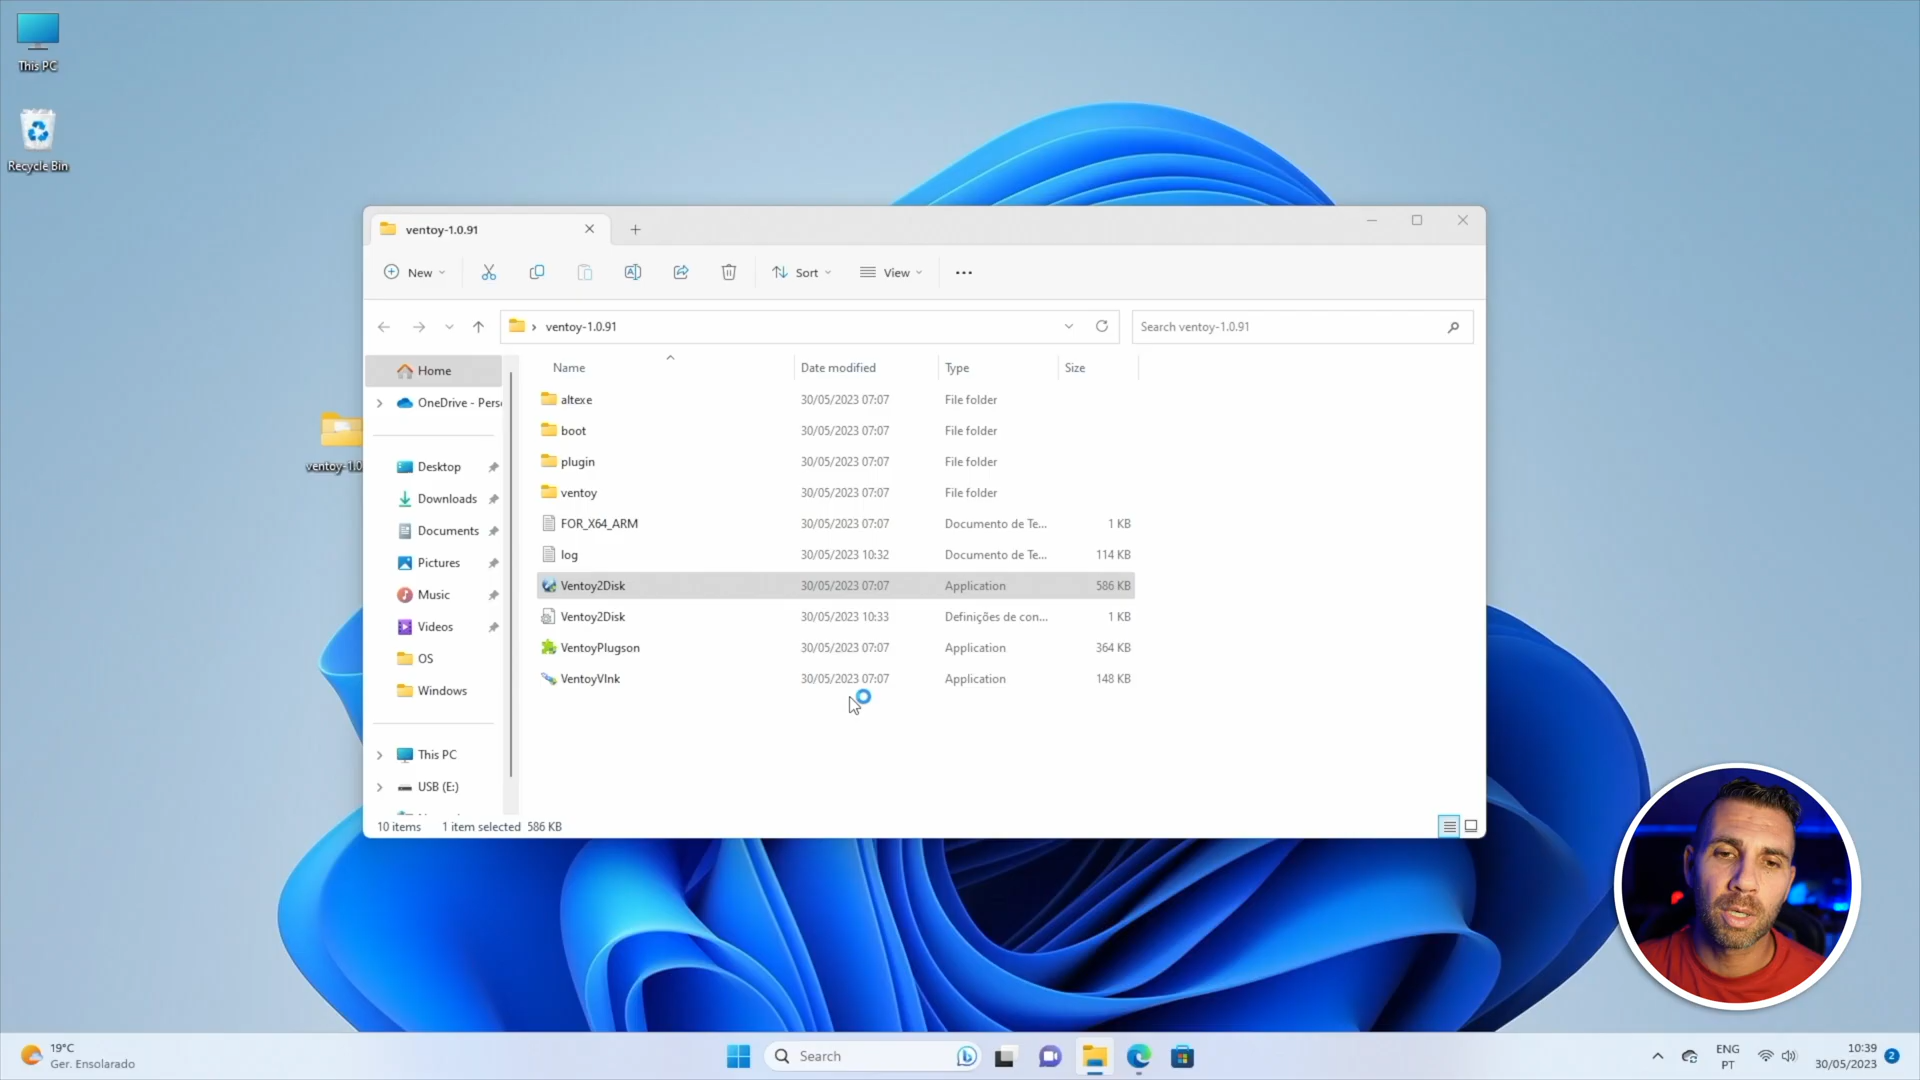 This PC
Recycle Bin
ventoy-1.0
ventoy-1.0.91
New
Sort
View
ventoy-1.0.91
Search ventoy-1.0.91
Home
OneDrive - Pers
Desktop
Downloads
Documents
Pictures
Music
Videos
OS
Windows
This PC
USB (E:)
Name Date modified Type Size
altexe 30/05/2023 07:07 File folder
boot 30/05/2023 07:07 File folder
plugin 30/05/2023 07:07 File folder
ventoy 30/05/2023 07:07 File folder
FOR_X64_ARM 30/05/2023 07:07 Documento de Te... 1 KB
log 30/05/2023 10:32 Documento de Te... 114 KB
Ventoy2Disk 30/05/2023 07:07 Application 586 KB
Ventoy2Disk 30/05/2023 10:33 Definições de con... 1 KB
VentoyPlugson 30/05/2023 07:07 Application 364 KB
VentoyVlnk 30/05/2023 07:07 Application 148 KB
10 items 1 item selected 586 KB
19°C
Ger. Ensolarado
Search
ENG
PT
10:39
30/05/2023
2